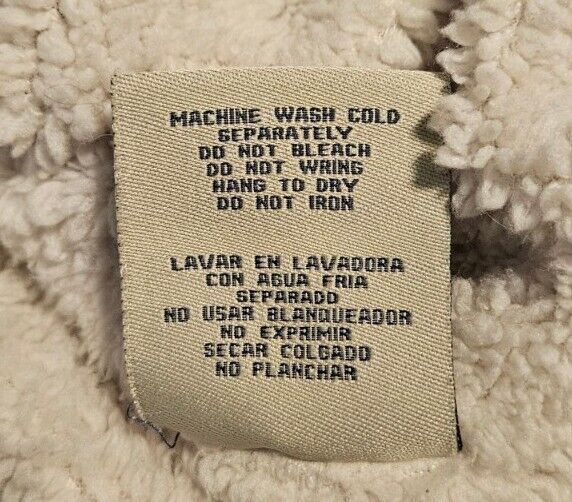 MACHINE WASH COLD
SEPARATELY
DO NOT BLEACH
DO NOT WRING
HANG TO DRY
DO NOT IRON
LAVAR EN LAVADORA
CON AGUA FRIA
SEPARADO
NO USAR BLANQUEADOR
NO EXPRIMIR
SECAR COLGADO
NO PLANCHAR